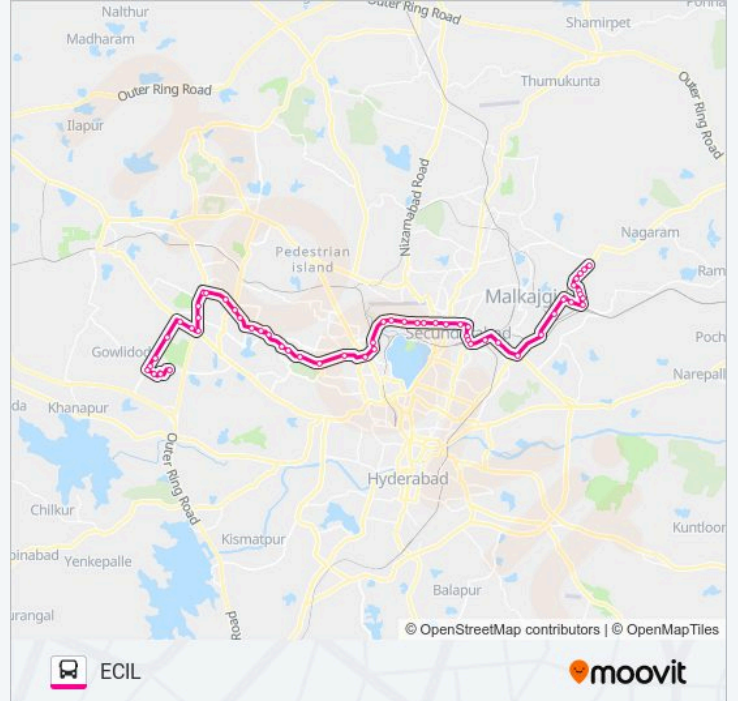 Outer Ring Road
Nalthur
Shamirpet
Madharam
Thumukunta
Outer Ring Road
Outer Ring Road
Ilapur
Nizamabad Road
Nagaram
Pedestrian
island
Ram
Malkajgi
Secunderabad
Gowlidod
Poch
Narepall
da
Khanapur
Outer Ring Road
Hyderabad
Chilkur
Kuntloor
Kismatpur
pinabad
Yenkepalle
Balapur
urangal
Road
© OpenStreetMap contributors | © OpenMapTiles
ECIL
moovit